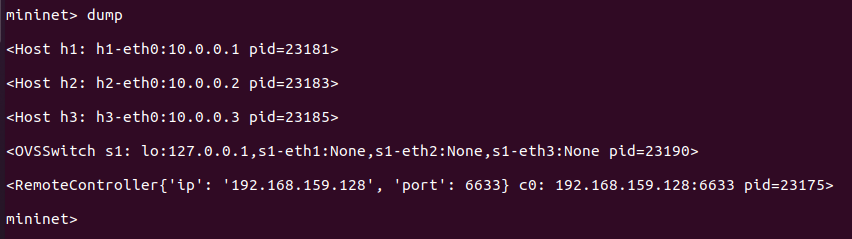 mininet> dump
<Host h1: h1-eth0:10.0.0.1 pid=23181>
<Host h2: h2-eth0:10.0.0.2 pid=23183>
<Host h3: h3-eth0:10.0.0.3 pid=23185>
<OVSSwitch s1: lo:127.0.0.1,s1-eth1:None,s1-eth2:None,s1-eth3:None pid=23190>
<RemoteController{'ip': '192.168.159.128', 'port': 6633} c0: 192.168.159.128:6633 pid=23175>
mininet>